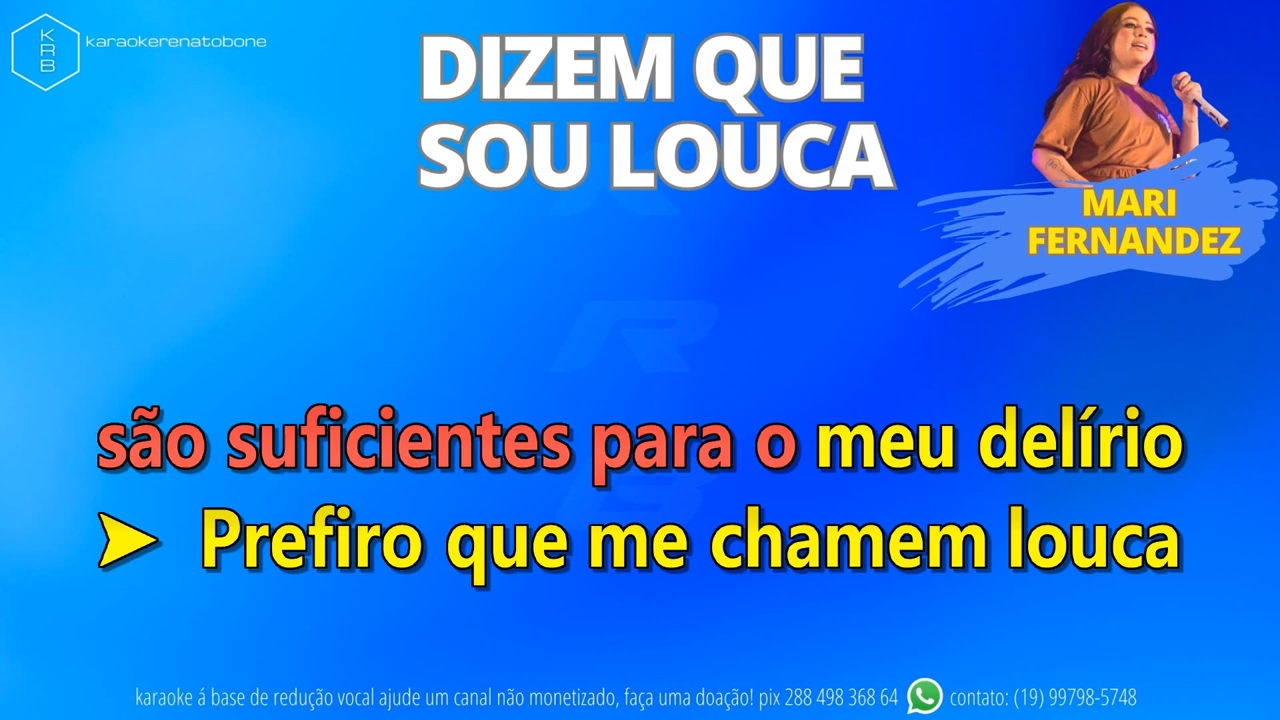 K
R
B
karaokerenatobone
DIZEM QUE
SOU LOUCA
MARI
FERNANDEZ
são suficientes para o meu delírio
➤ Prefiro que me chamem louca
karaoke á base de redução vocal ajude um canal não monetizado, faça uma doação! pix 288 498 368 64 contato: (19) 99798-5748